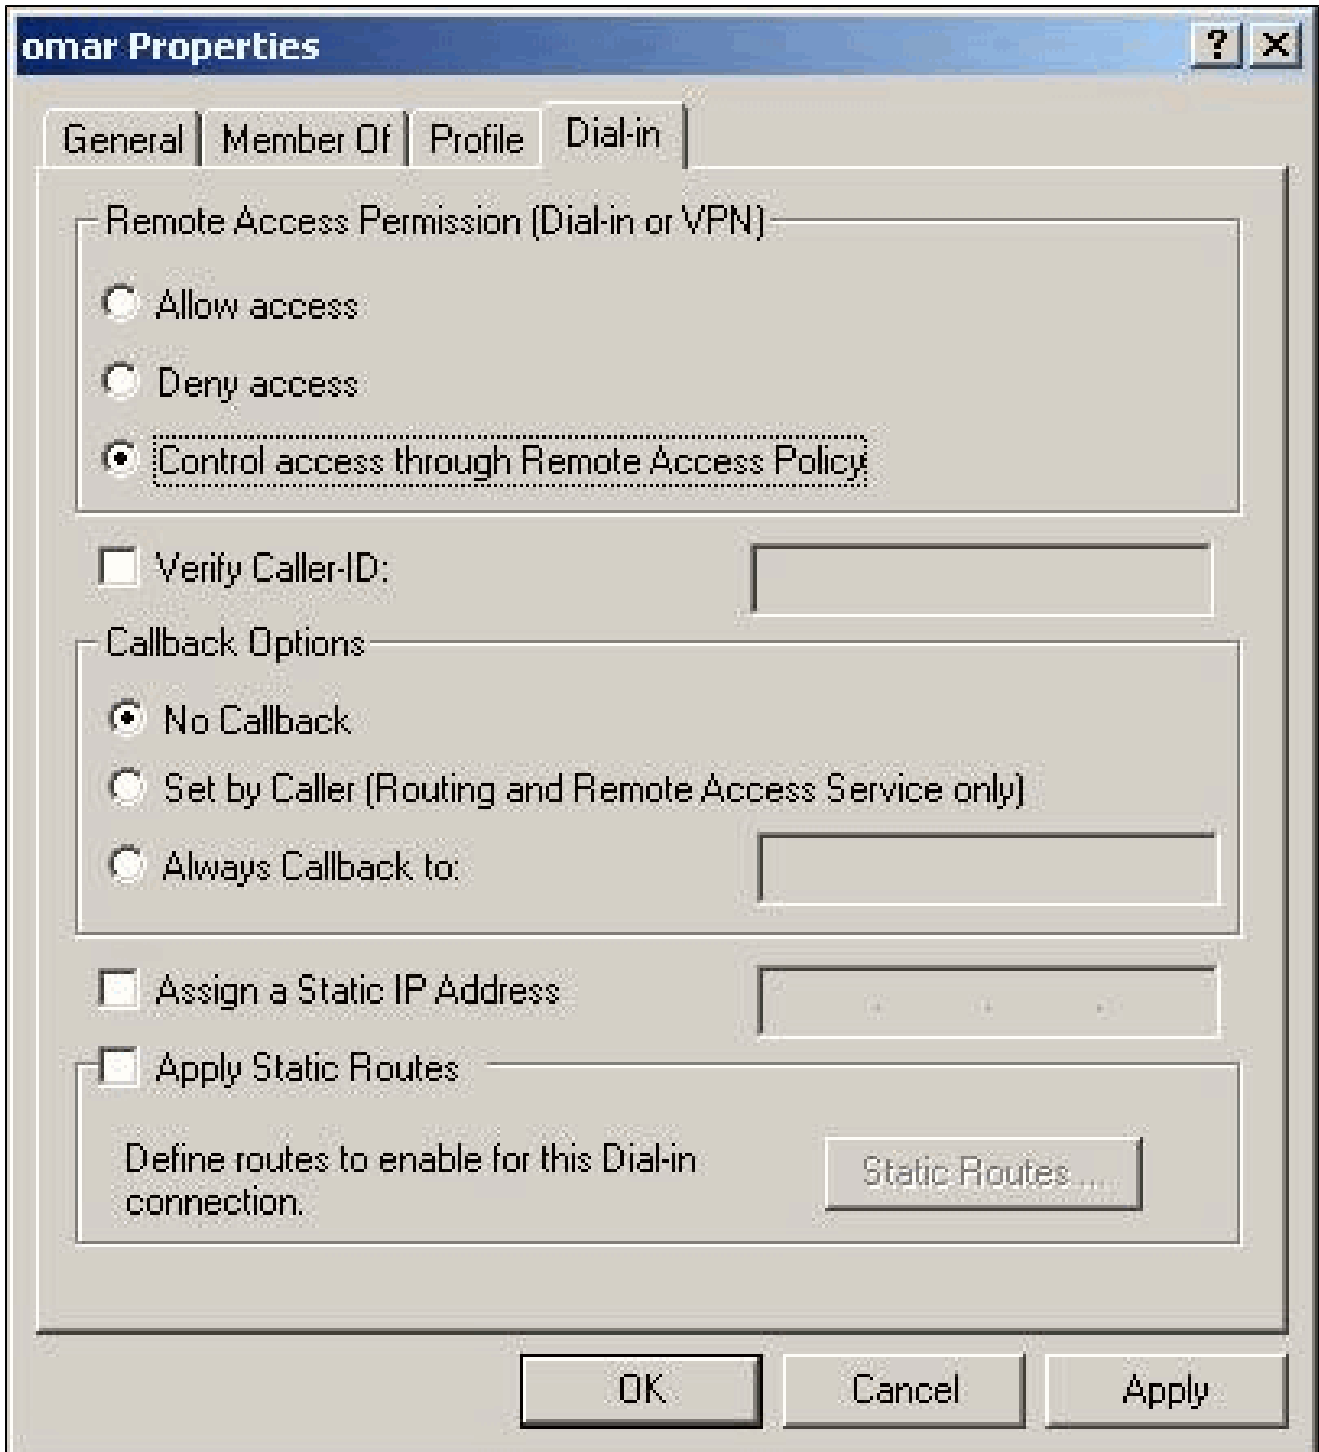 omar Properties
General Member Of Profile Dial-in
Remote Access Permission (Dial-in or VPN)
Allow access
Deny access
Control access through Remote Access Policy
Verify Caller-ID:
Callback Options
No Callback
Set by Caller (Routing and Remote Access Service only)
Always Callback to:
Assign a Static IP Address
Apply Static Routes
Define routes to enable for this Dial-in
connection.
Static Routes ...
OK Cancel Apply